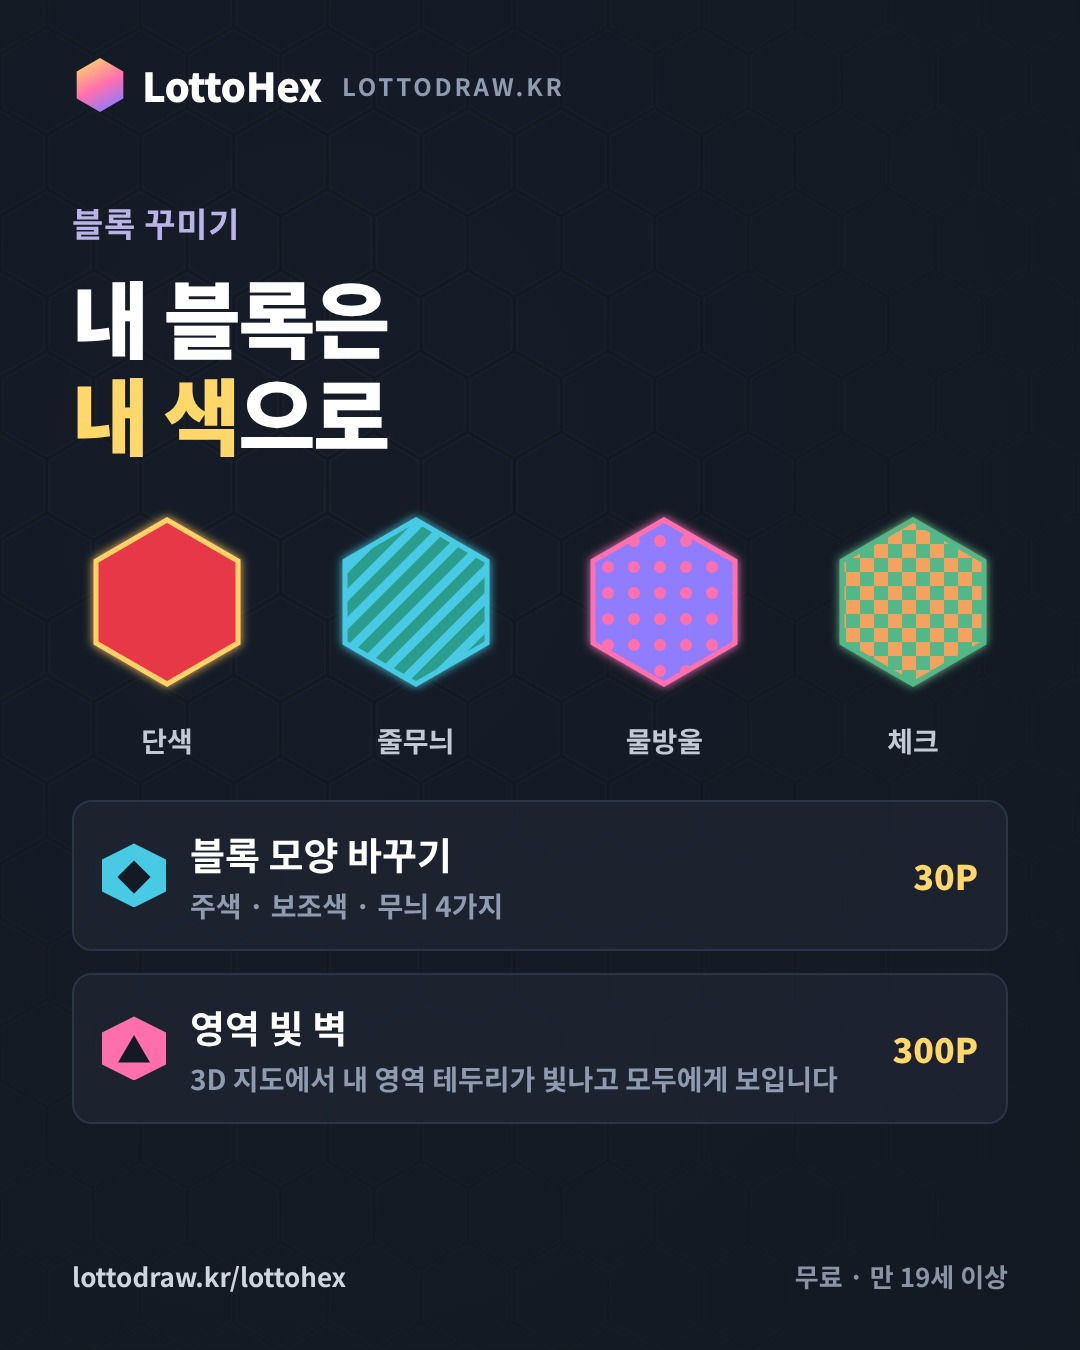 LottoHex LOTTODRAW.KR
블록 꾸미기
내 블록은
내 색으로
단색 줄무늬 물방울 체크
블록 모양 바꾸기
주색 · 보조색 · 무늬 4가지
30P
영역 빛 벽
3D 지도에서 내 영역 테두리가 빛나고 모두에게 보입니다
300P
lottodraw.kr/lottohex
무료 · 만 19세 이상